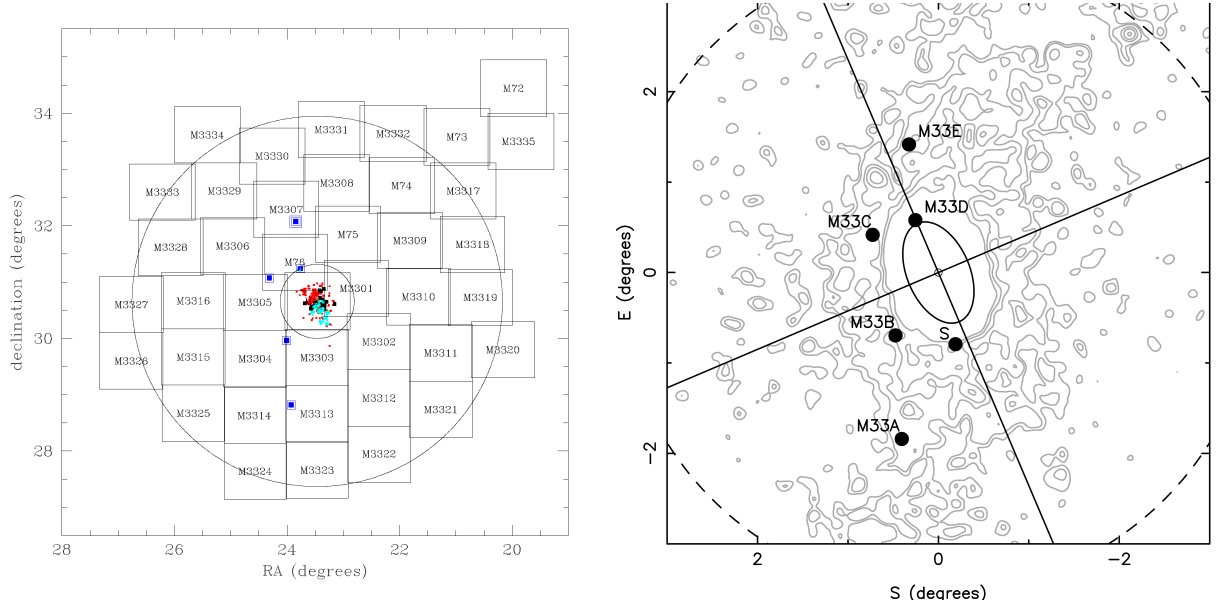 M72
34
M3334
M3331
M3332
M73
M3335
M3330
M3333
M3329
M3308
M74
M3317
32
M3307
M3328
M3306
M75
M3309
M3318
M76
M3327
M3316
M3305
M3301
M3310
M3319
30
M3326
M3315
M3304
M3303
M3302
M3311
M3320
M3325
M3314
M3313
M3312
M3321
28
M3324
M3323
M3322
28
26
24
22
20
RA (degrees)
declination (degrees)
2
M33E
M33D
M33C
0
M33B
S
M33A
−2
2
0
−2
S (degrees)
E (degrees)